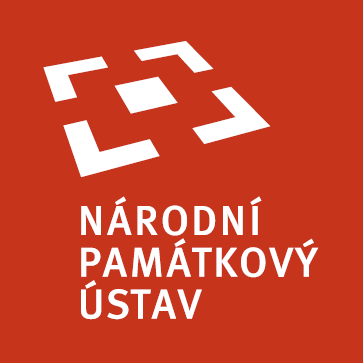 NÁRODNÍ
PAMÁTKOVÝ
ÚSTAV